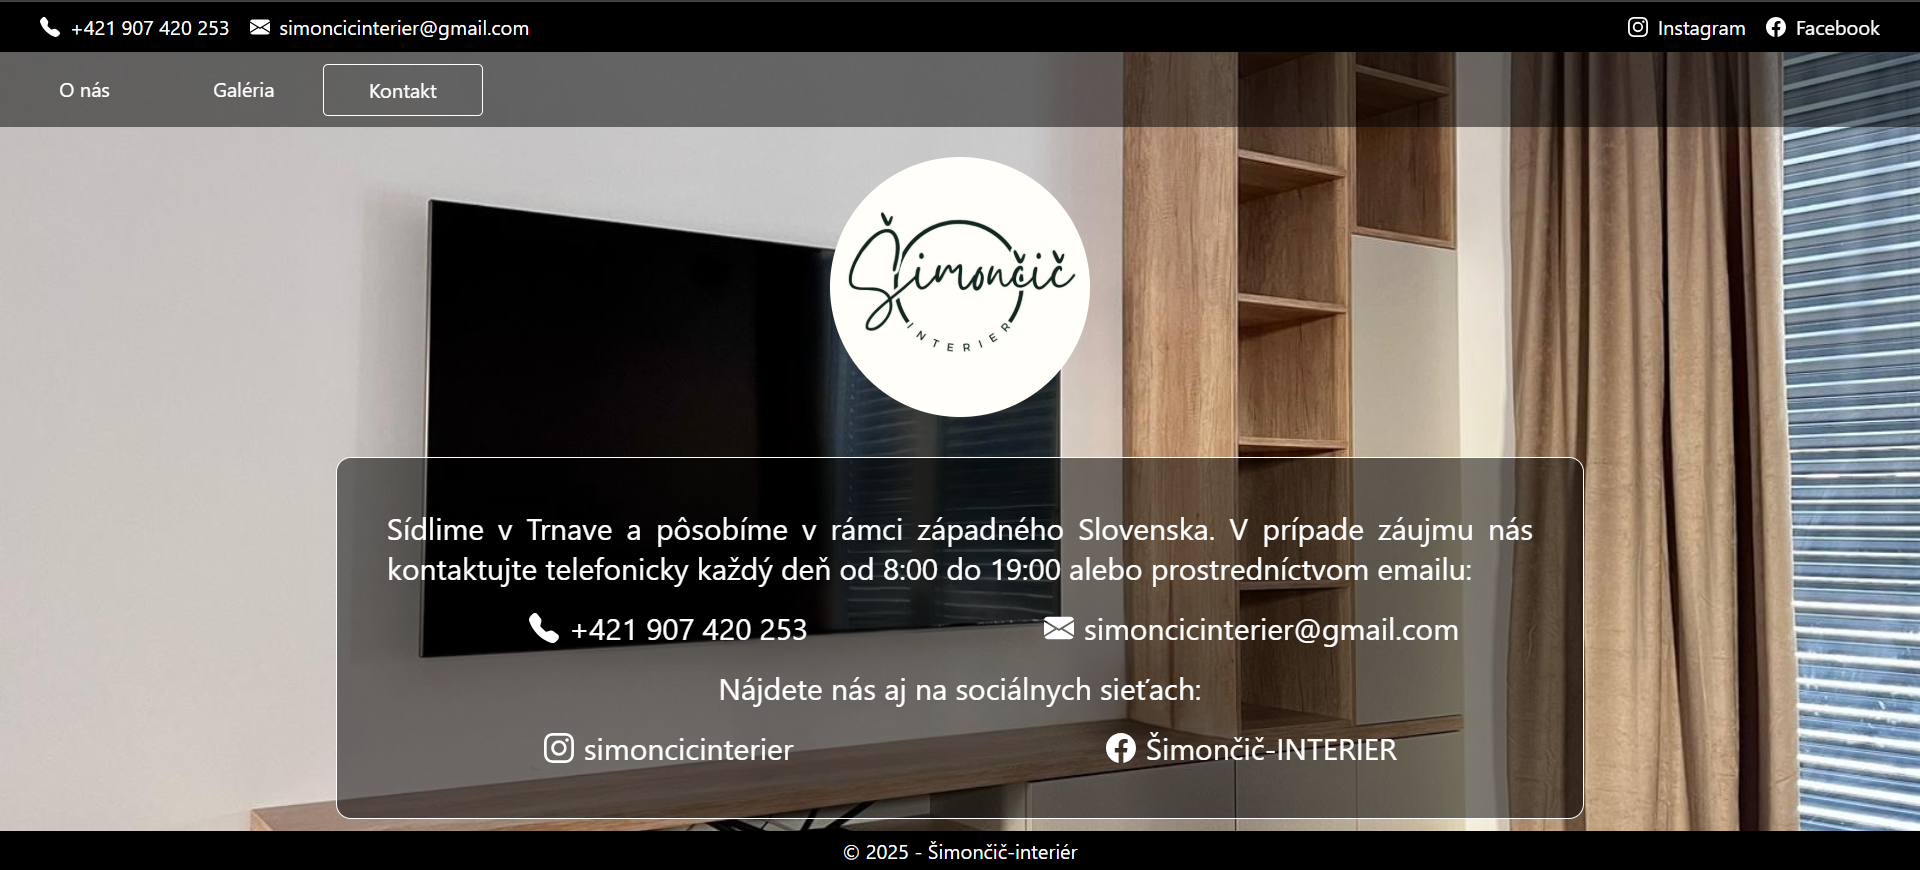 +421 907 420 253 simoncicinterier@gmail.com Instagram Facebook
O nás Galéria Kontakt
Šimončič
INTERIER
Sídlime v Trnave a pôsobíme v rámci západného Slovenska. V prípade záujmu nás
kontaktujte telefonicky každý deň od 8:00 do 19:00 alebo prostredníctvom emailu:
+421 907 420 253 simoncicinterier@gmail.com
Nájdete nás aj na sociálnych sieťach:
simoncicinterier Šimončič-INTERIER
© 2025 - Šimončič-interiér